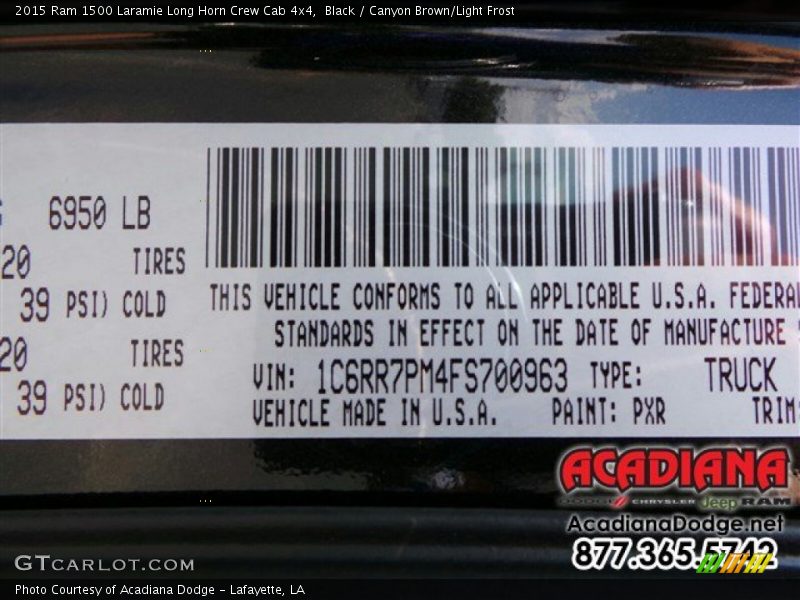 2015 Ram 1500 Laramie Long Horn Crew Cab 4x4,  Black / Canyon Brown/Light Frost
6950 LB
20 TIRES
39 PSI) COLD
20 TIRES
39 PSI) COLD
THIS VEHICLE CONFORMS TO ALL APPLICABLE U.S.A. FEDERAL
STANDARDS IN EFFECT ON THE DATE OF MANUFACTURE
VIN: 1C6RR7PM4FS700963 TYPE: TRUCK
VEHICLE MADE IN U.S.A. PAINT: PXR TRIM
ACADIANA
DODGE CHRYSLER Jeep RAM
AcadianaDodge.net
877.365.5742
GTCARLOT.COM
Photo Courtesy of Acadiana Dodge - Lafayette, LA